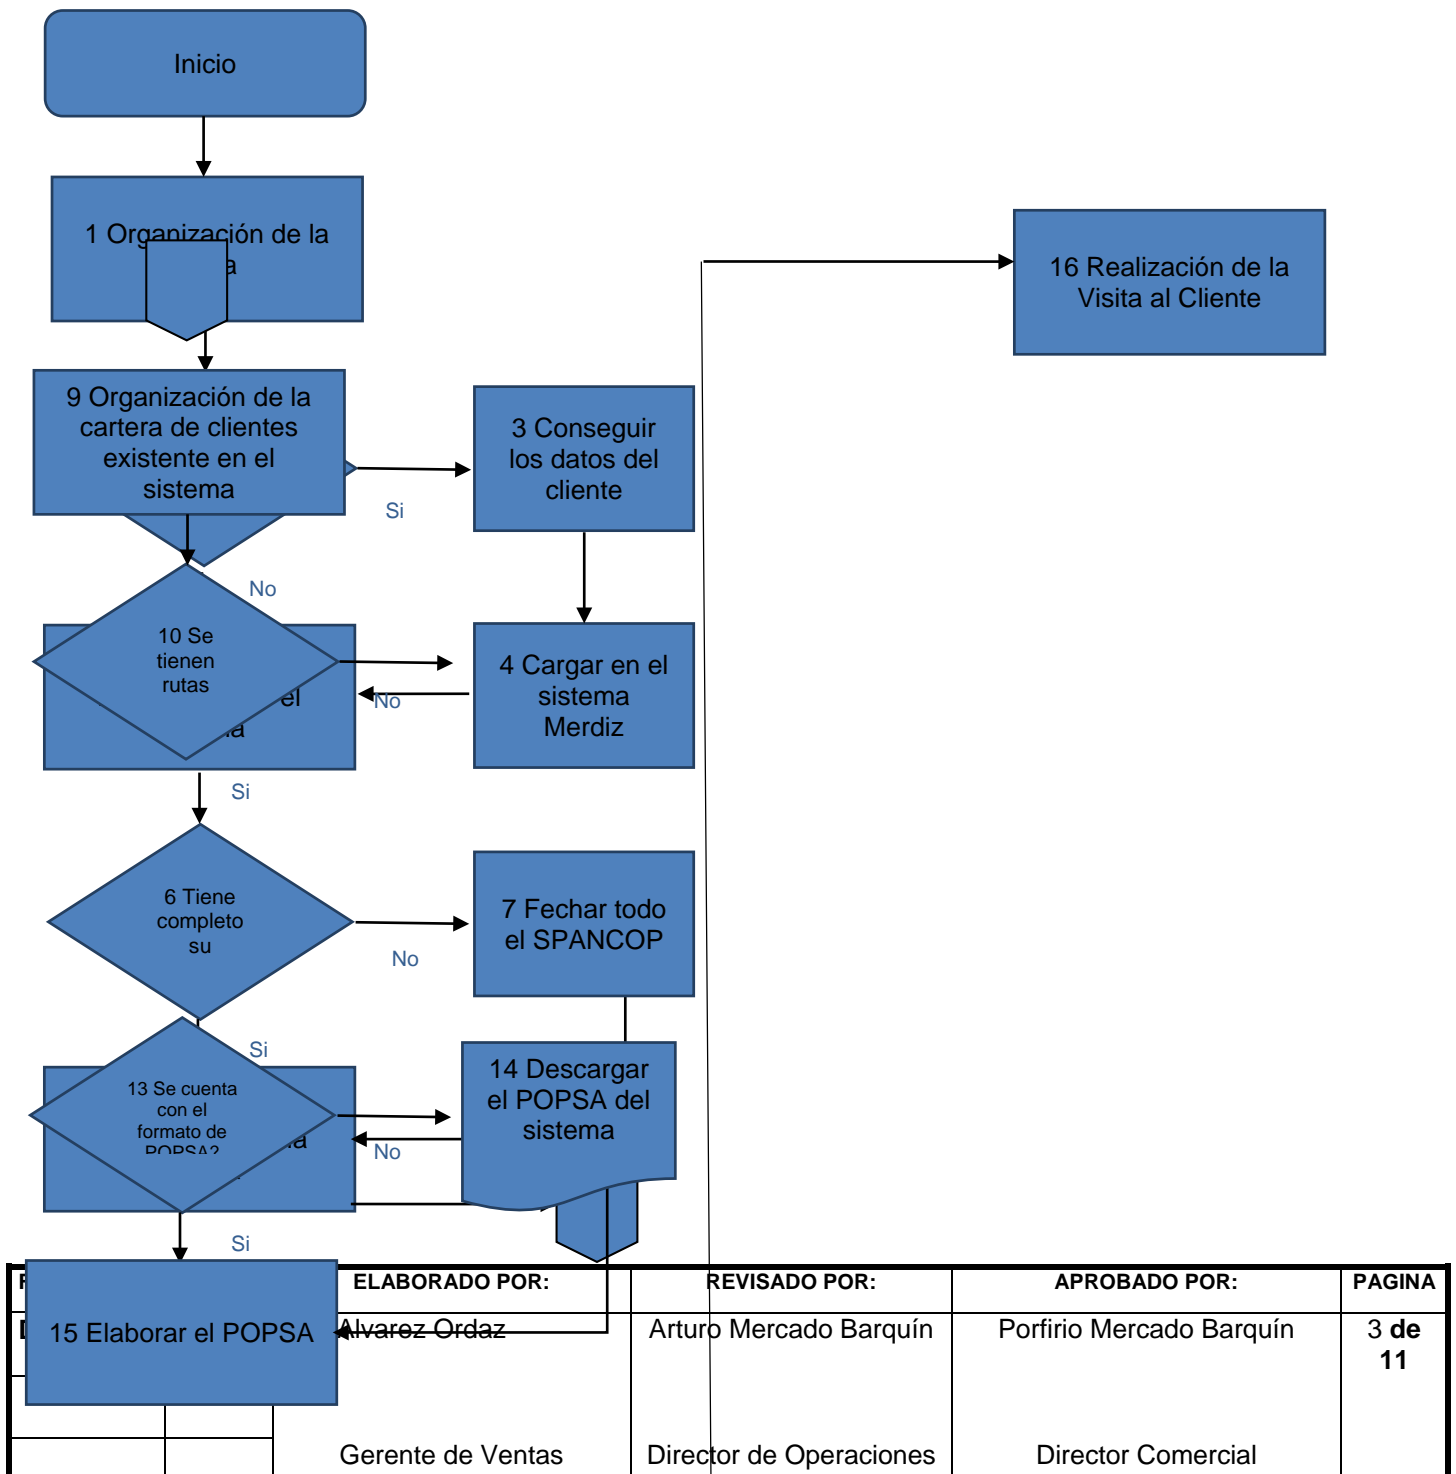 Inicio
1 Organización de la
a
16 Realización de la
Visita al Cliente
9 Organización de la
cartera de clientes
existente en el
sistema
3 Conseguir
los datos del
cliente
Si
No
10 Se
tienen
rutas
el
a
No
4 Cargar en el
sistema
Merdiz
Si
6 Tiene
completo
su
No
7 Fechar todo
el SPANCOP
Si
13 Se cuenta
con el
formato de
POPSA?
a
No
14 Descargar
el POPSA del
sistema
Si
15 Elaborar el POPSA
ELABORADO POR:
REVISADO POR:
APROBADO POR:
PAGINA
Alvarez Ordaz
Arturo Mercado Barquín
Porfirio Mercado Barquín
3 de
11
Gerente de Ventas
Director de Operaciones
Director Comercial